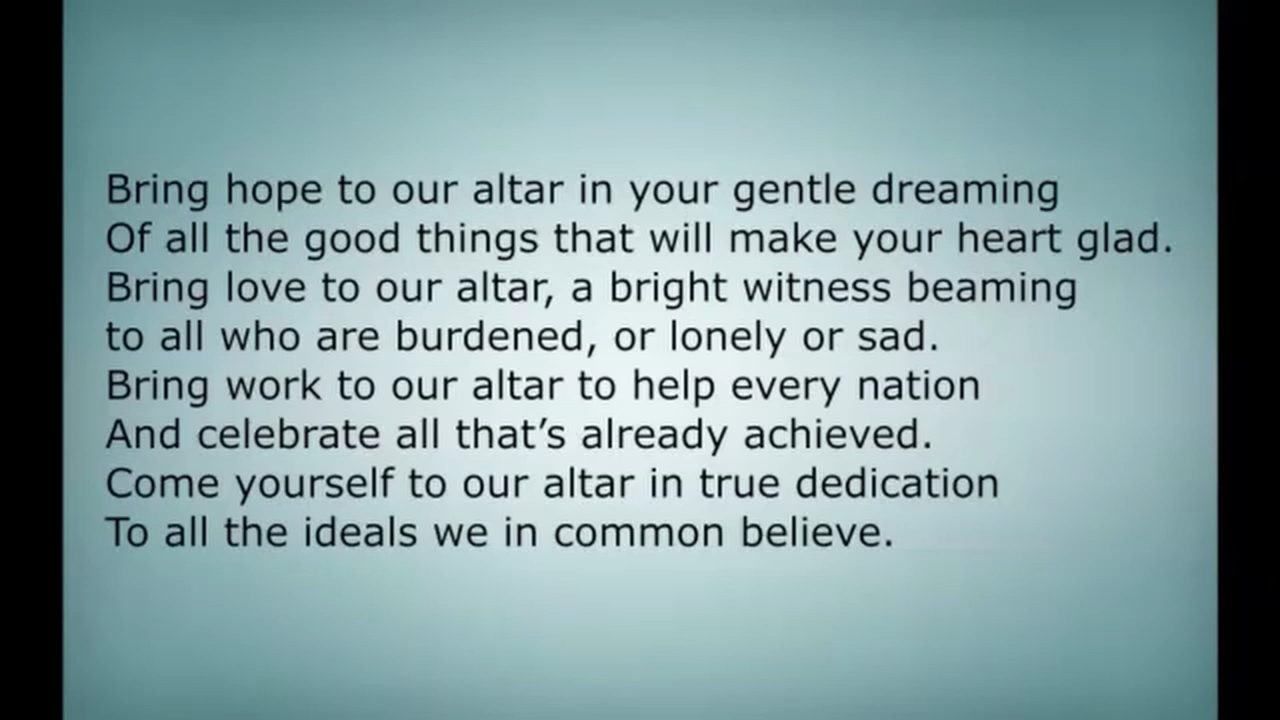 Bring hope to our altar in your gentle dreaming
Of all the good things that will make your heart glad.
Bring love to our altar, a bright witness beaming
to all who are burdened, or lonely or sad.
Bring work to our altar to help every nation
And celebrate all that’s already achieved.
Come yourself to our altar in true dedication
To all the ideals we in common believe.